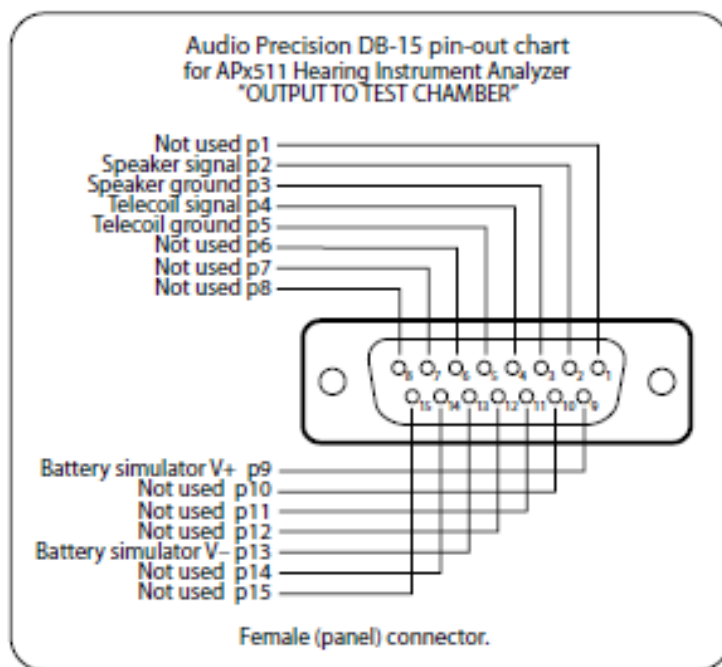 Audio Precision DB-15 pin-out chart
for APx511 Hearing Instrument Analyzer
"OUTPUT TO TEST CHAMBER"
Not used p1
Speaker signal p2
Speaker ground p3
Telecoil signal p4
Telecoil ground p5
Not used p6
Not used p7
Not used p8
8 7 6 5 4 3 2 1
15 14 13 12 11 10 9
Battery simulator V+ p9
Not used p10
Not used p11
Not used p12
Battery simulator V– p13
Not used p14
Not used p15
Female (panel) connector.